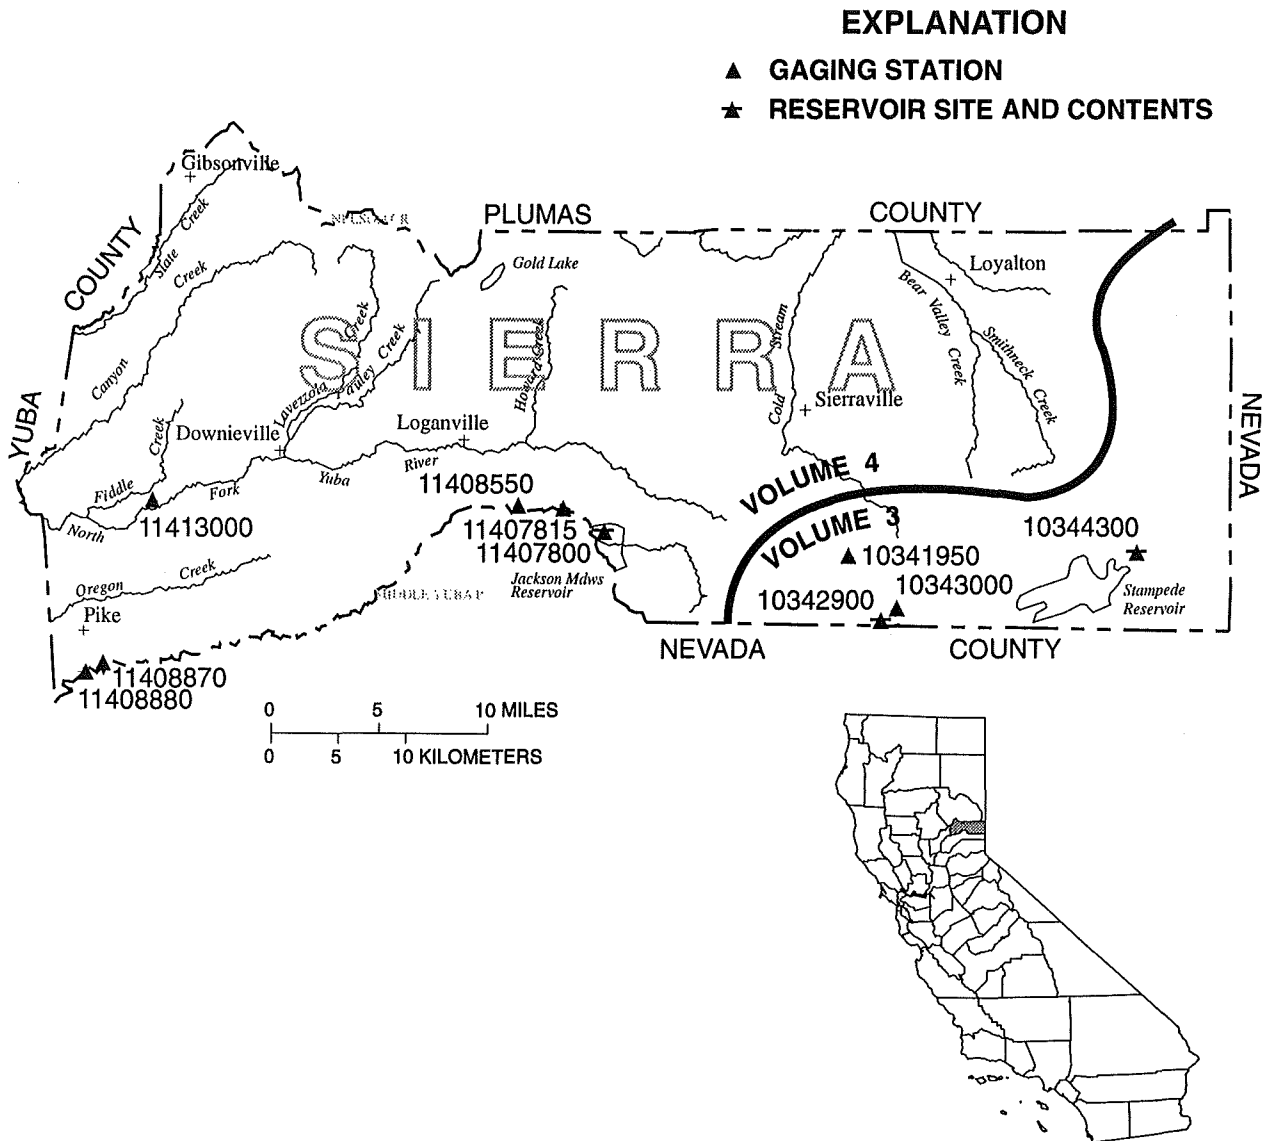 EXPLANATION
GAGING STATION
RESERVOIR SITE AND CONTENTS
Gibsonville
COUNTY
Slate Creek
PLUMAS
COUNTY
Gold Lake
Loyalton
Canyon Creek
Lavezzola Creek
Pauley Creek
Howard Creek
Cold Stream
Bear Valley Creek
Smithneck Creek
SIERRA
YUBA
NEVADA
Downieville
Loganville
Sierraville
Fiddle Creek
North Fork Yuba River
11413000
11408550
11407815
11407800
Jackson Mdws
Reservoir
VOLUME 4
VOLUME 3
10341950
10343000
10342900
10344300
Stampede
Reservoir
Oregon Creek
Pike
MIDDLE YUBA R
11408870
11408880
NEVADA
COUNTY
0 5 10 MILES
0 5 10 KILOMETERS